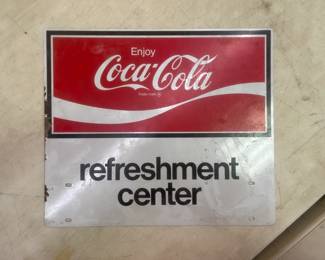 Enjoy
Coca-Cola
refreshment
center